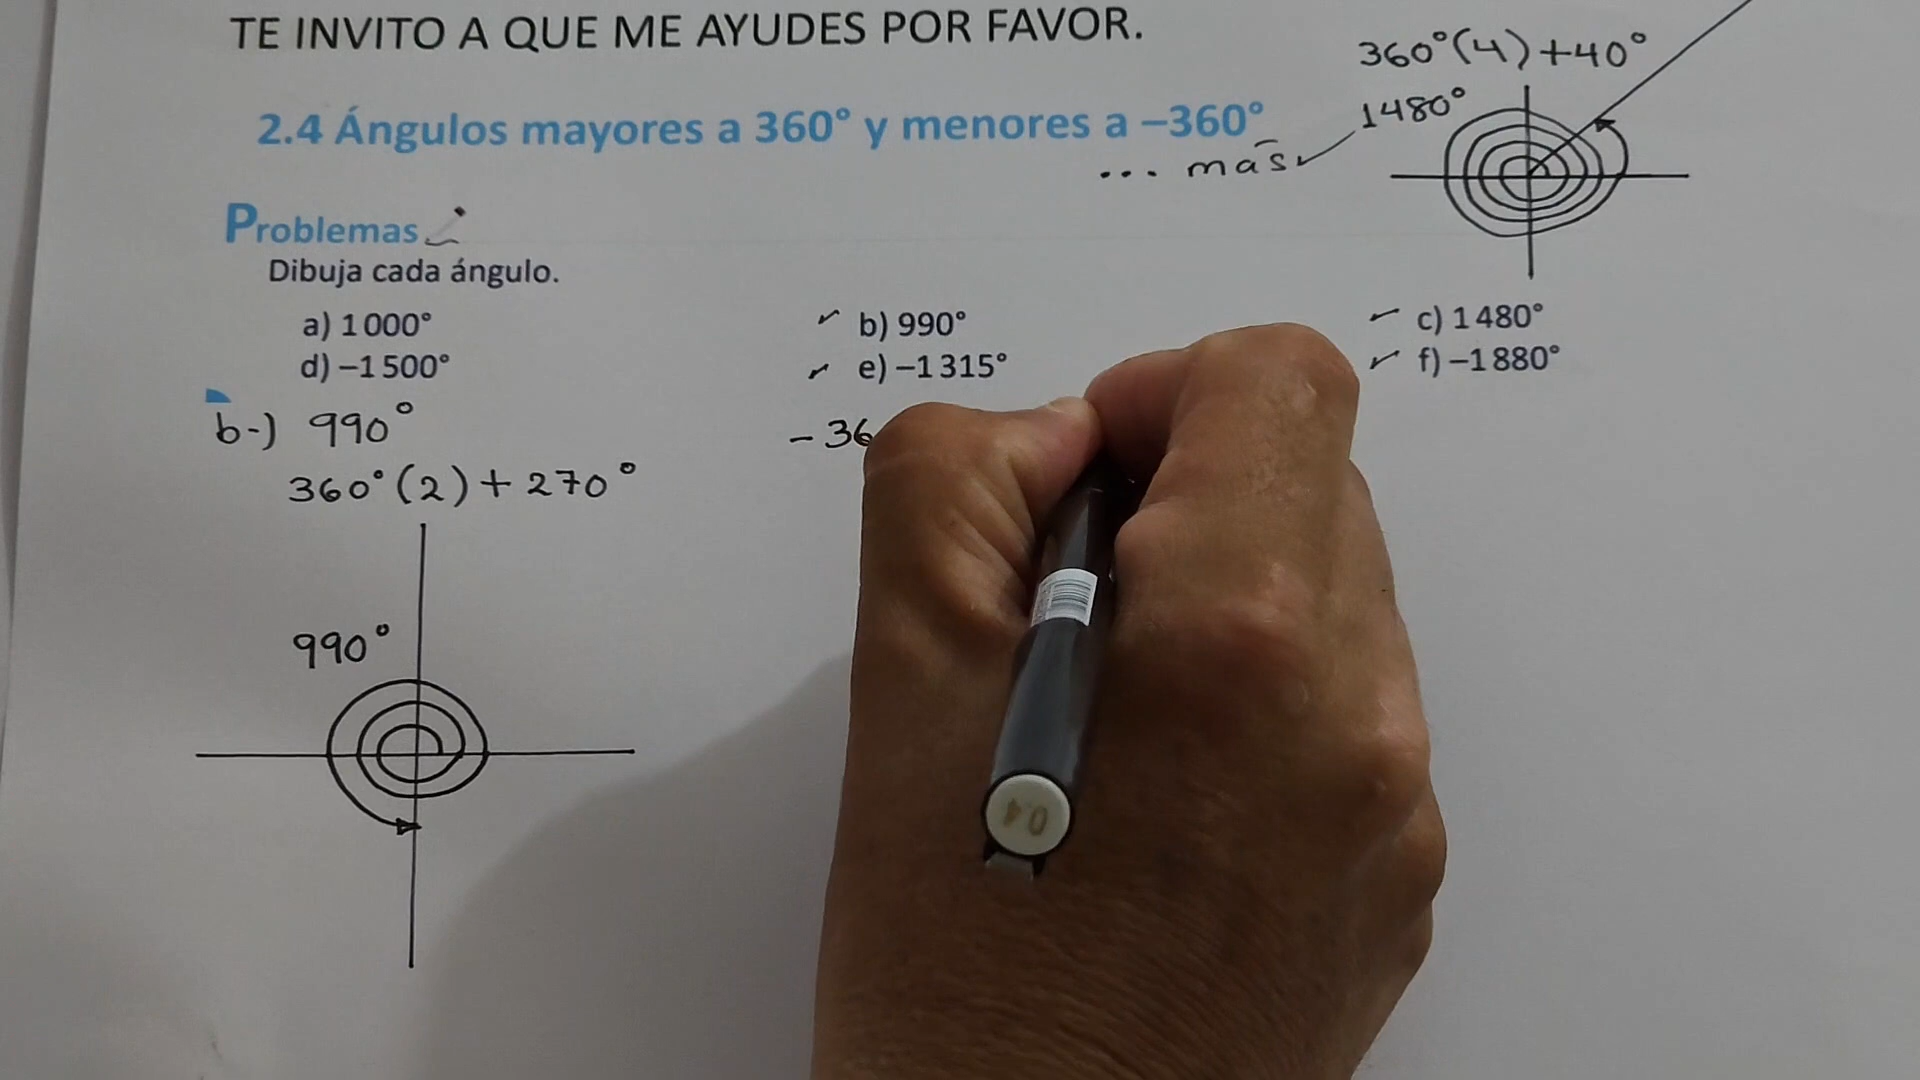 TE INVITO A QUE ME AYUDES POR FAVOR.
360°(4)+40°
2.4 Ángulos mayores a 360° y menores a –360°
1480°
... mas
Problemas
Dibuja cada ángulo.
a) 1 000° b) 990° c) 1 480°
d) –1 500° e) –1 315° f) –1 880°
b-) 990°
- 36
360°(2)+270°
990°
0.4